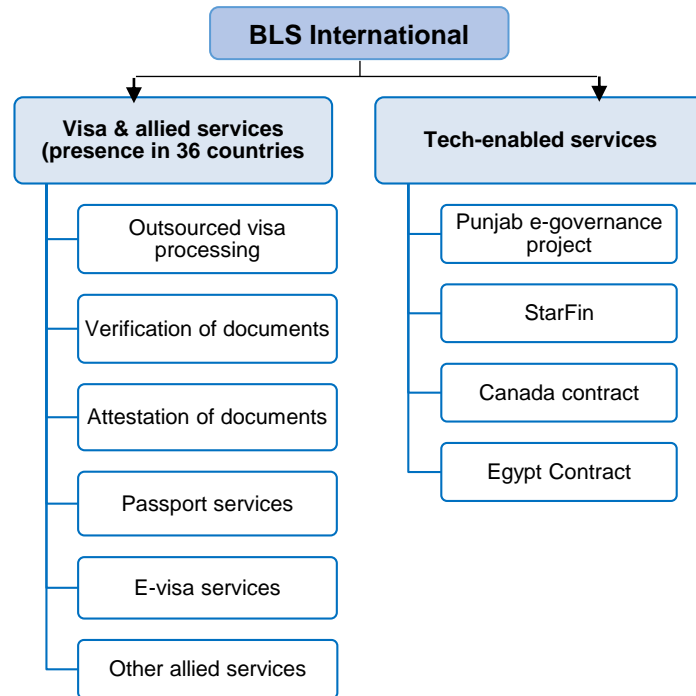 BLS International
Visa & allied services
(presence in 36 countries
Outsourced visa
processing
Verification of documents
Attestation of documents
Passport services
E-visa services
Other allied services
Tech-enabled services
Punjab e-governance
project
StarFin
Canada contract
Egypt Contract